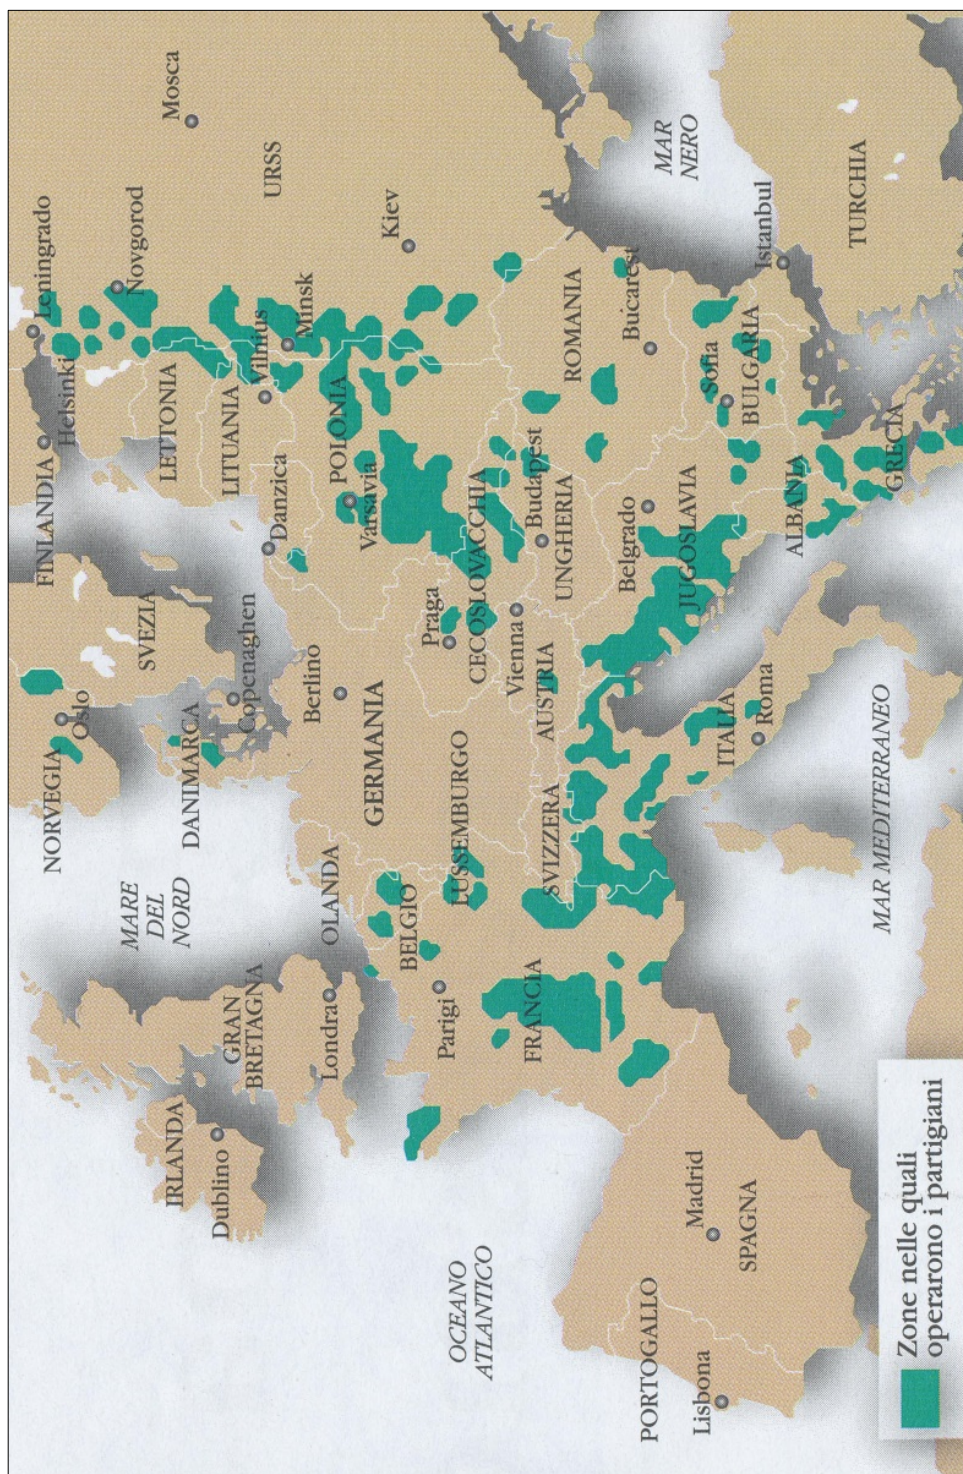 NORVEGIA
Oslo
SVEZIA
FINLANDIA
Helsinki
Leningrado
Novgorod
Mosca
LETTONIA
LITUANIA
Vilnius
Minsk
URSS
Kiev
MARE
DEL
NORD
DANIMARCA
Copenaghen
Danzica
IRLANDA
Dublino
GRAN
BRETAGNA
Londra
OLANDA
Berlino
GERMANIA
POLONIA
Varsavia
BELGIO
LUSSEMBURGO
Parigi
Praga
CECOSLOVACCHIA
Vienna
AUSTRIA
Budapest
UNGHERIA
ROMANIA
Bucarest
FRANCIA
SVIZZERA
OCEANO
ATLANTICO
Belgrado
JUGOSLAVIA
Sofia
BULGARIA
MAR
NERO
Istanbul
TURCHIA
ALBANIA
GRECIA
ITALIA
Roma
PORTOGALLO
Lisbona
Madrid
SPAGNA
MAR MEDITERRANEO
Zone nelle quali
operarono i partigiani